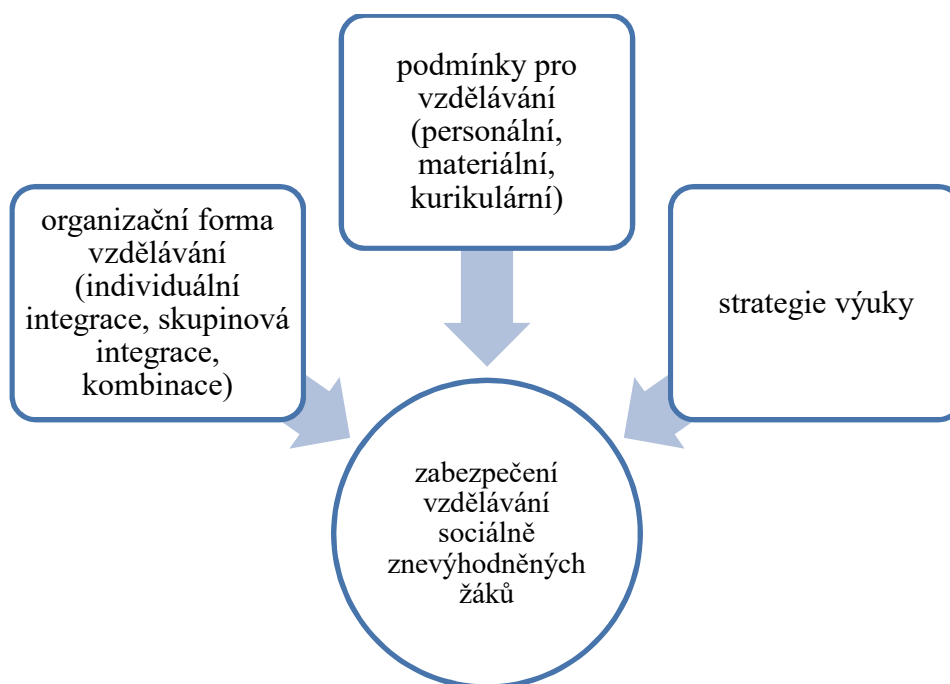 podmínky pro
vzdělávání
(personální,
materiální,
kurikulární)
organizační forma
vzdělávání
(individuální
integrace, skupinová
integrace,
kombinace)
strategie výuky
zabezpečení
vzdělávání
sociálně
znevýhodněných
žáků